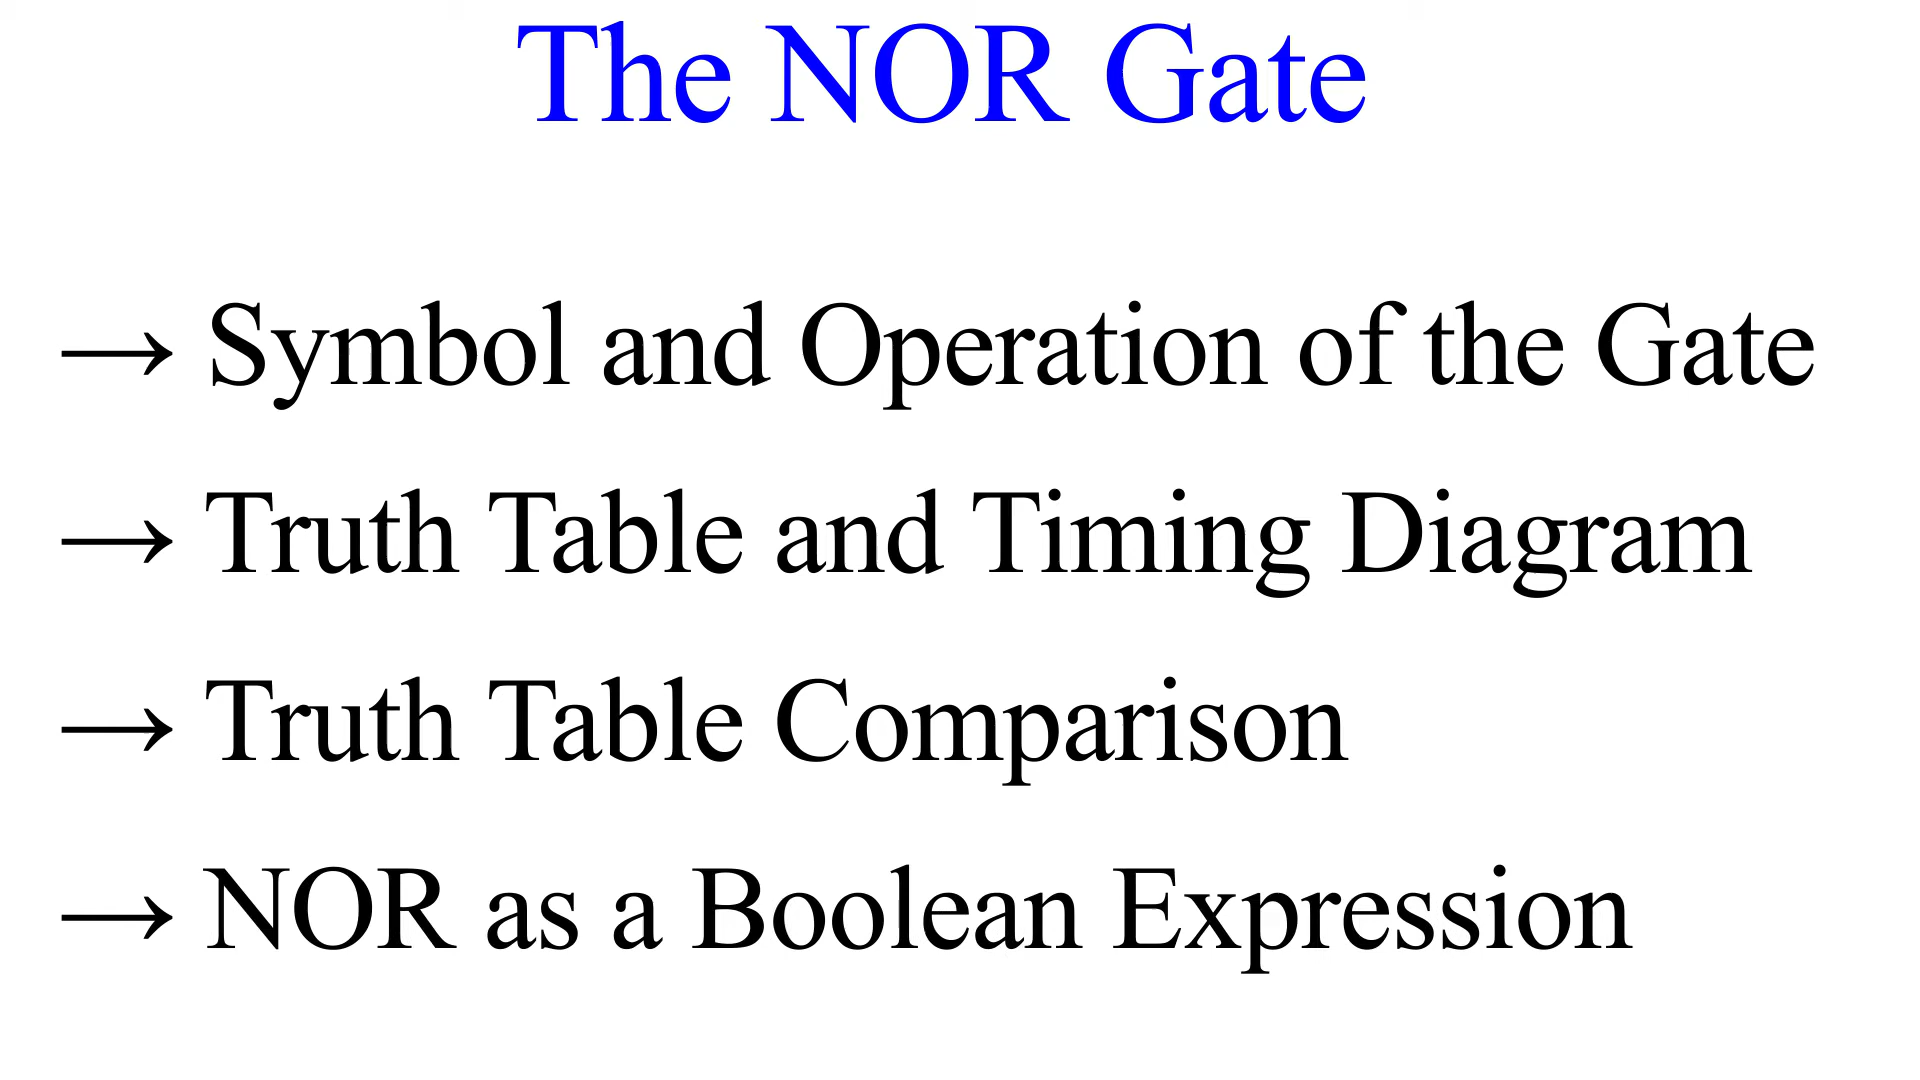 The NOR Gate
→ Symbol and Operation of the Gate
→ Truth Table and Timing Diagram
→ Truth Table Comparison
→ NOR as a Boolean Expression